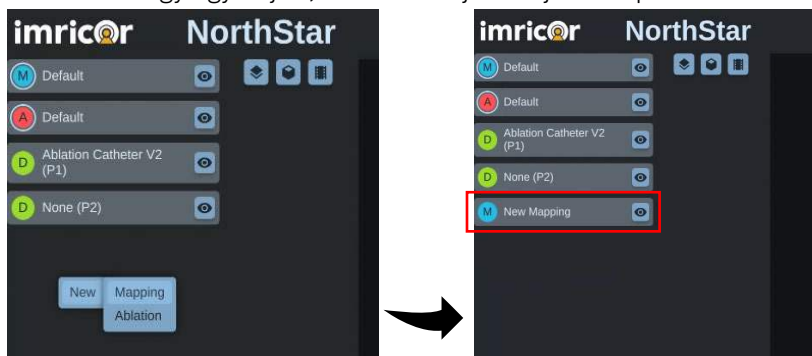 imricor NorthStar
M Default
A Default
D Ablation Catheter V2
(P1)
D None (P2)
New Mapping
Ablation
imricor NorthStar
M Default
A Default
D Ablation Catheter V2
(P1)
D None (P2)
M New Mapping